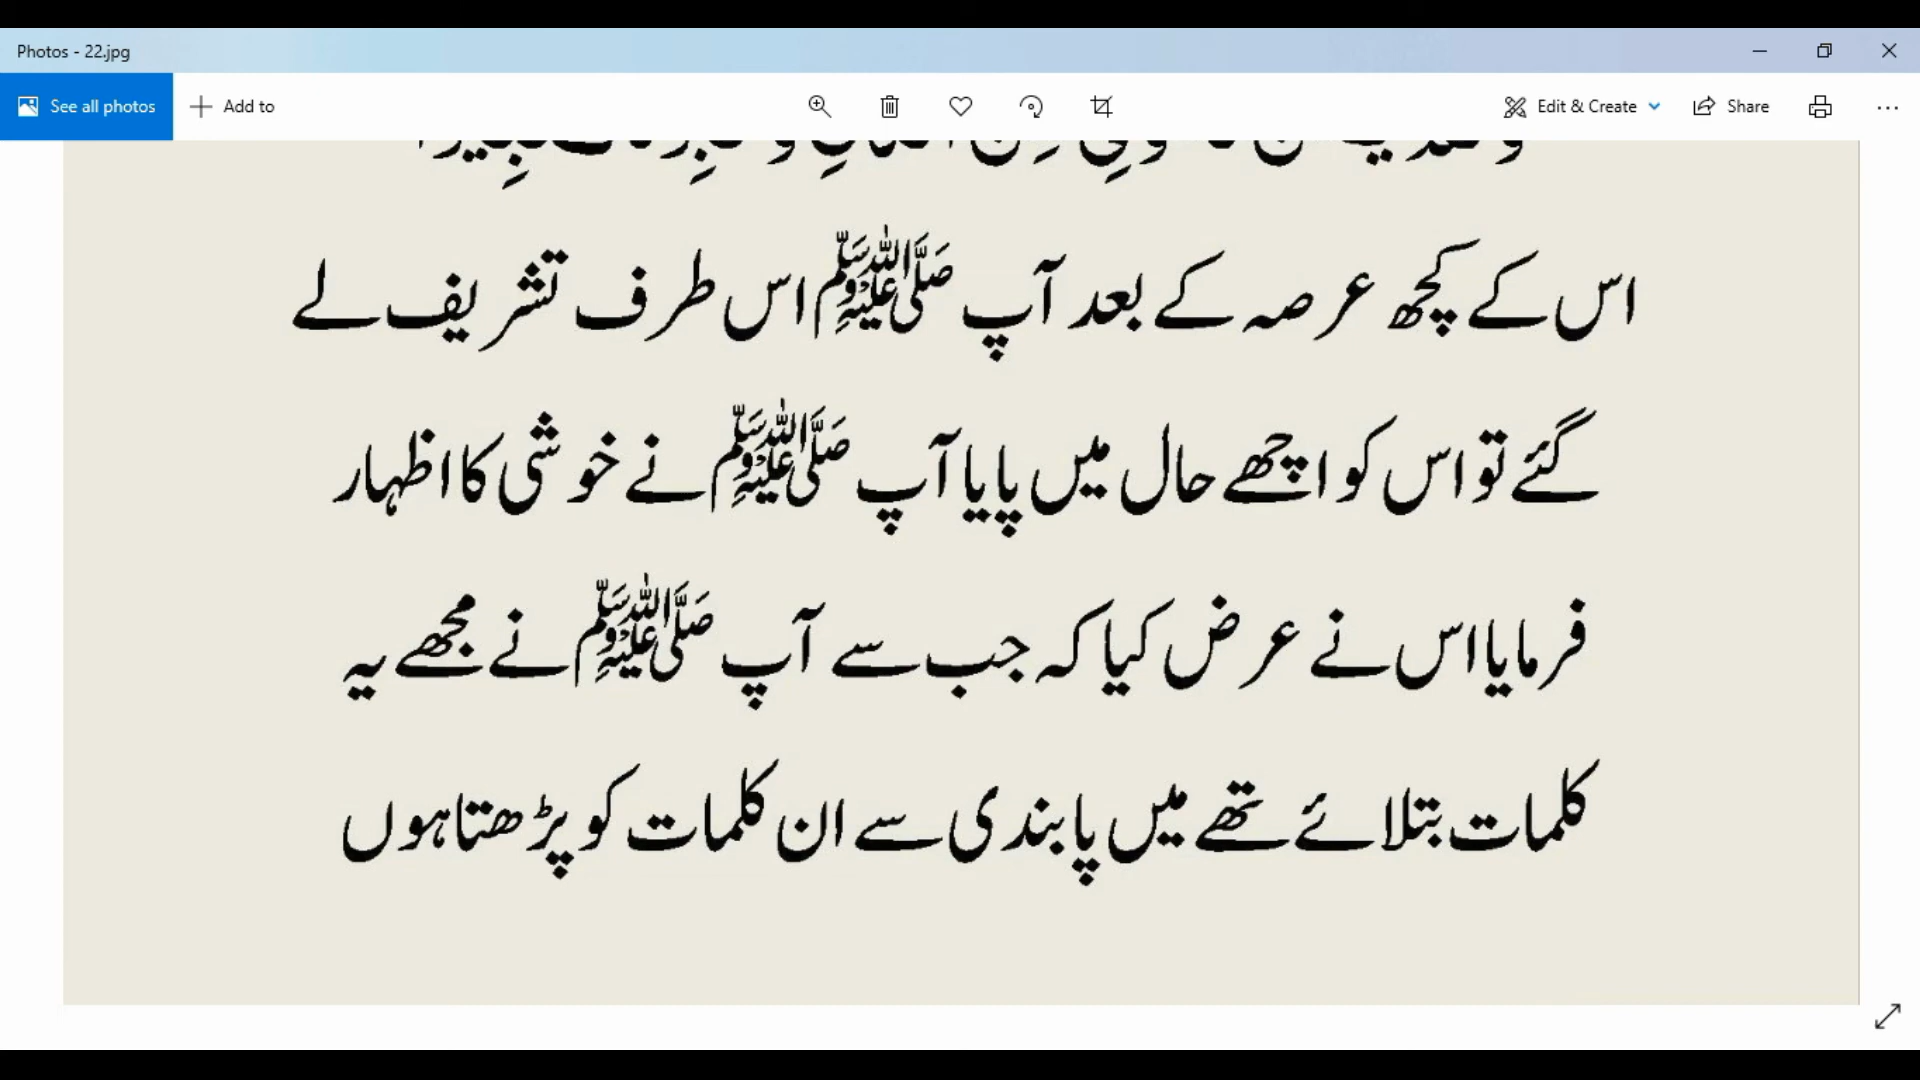 Photos - 22.jpg
See all photos
Add to
Edit & Create
Share
اس کے کچھ عرصہ کے بعد آپ ﷺ اس طرف تشریف لے
گئے تو اس کو اچھے حال میں پایا آپ ﷺ نے خوشی کا اظہار
فرمایا اس نے عرض کیا کہ جب سے آپ ﷺ نے مجھے یہ
کلمات بتلائے تھے میں پابندی سے ان کلمات کو پڑھتا ہوں